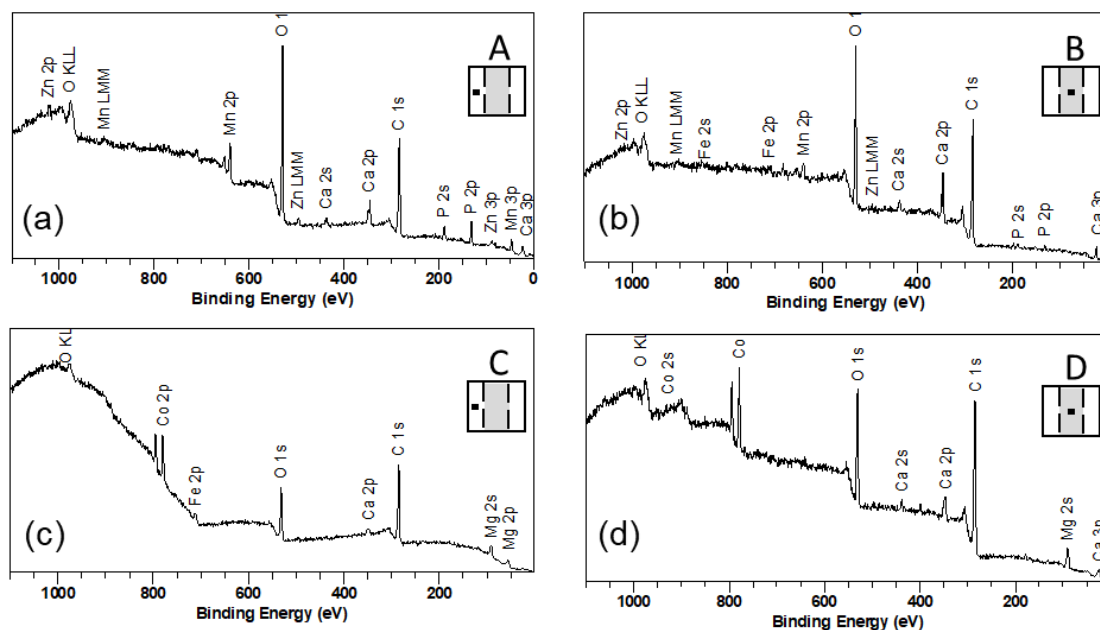 A
Zn 2p
O KLL
Mn LMM
Mn 2p
O 1
Zn LMM
Ca 2s
Ca 2p
C 1s
P 2s
P 2p
Zn 3p
Mn 3p
Ca 3p
(a)
1000 800 600 400 200 0
Binding Energy (eV)
B
Zn 2p
O KLL
Mn LMM
Fe 2s
Fe 2p
Mn 2p
O 1
Zn LMM
Ca 2s
Ca 2p
C 1s
P 2s
P 2p
Ca 3p
(b)
1000 800 600 400 200
Binding Energy (eV)
C
O KL
Co 2p
Fe 2p
O 1s
Ca 2p
C 1s
Mg 2s
Mg 2p
(c)
1000 800 600 400 200
Binding Energy (eV)
D
O KL
Co 2s
Co
O 1s
Ca 2s
Ca 2p
C 1s
Mg 2s
Ca 3p
(d)
1000 800 600 400 200
Binding Energy (eV)